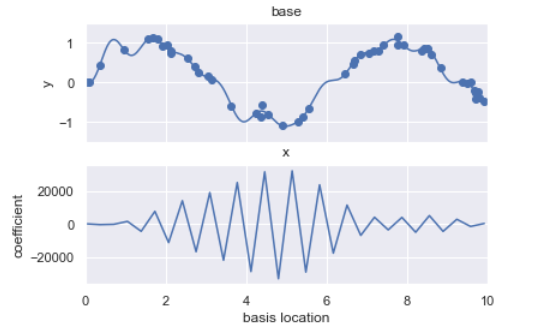 base
1
0
−1
y
x
20000
0
−20000
coefficient
0 2 4 6 8 10
basis location